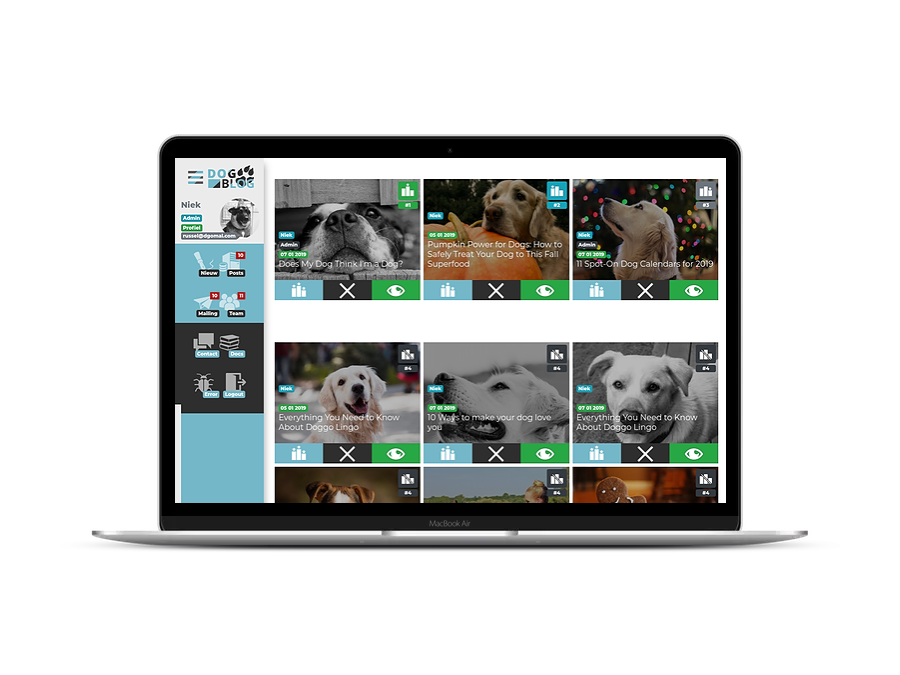 DOG
BLOG
Niek
Admin
Profiel
russel@dgomal.com
10
Nieuw
Posts
10
11
Mailing
Team
Contact
Docs
Error
Logout
#1
Niek
Admin
07 01 2019
Does My Dog Think I'm a Dog?
#2
Niek
05 01 2019
Pumpkin Power for Dogs: How to
Safely Treat Your Dog to This Fall
Superfood
#3
Niek
Admin
07 01 2019
11 Spot-On Dog Calendars for 2019
#4
Niek
05 01 2019
Everything You Need to Know
About Doggo Lingo
#4
Niek
07 01 2019
10 Ways to make your dog love
you
#4
Niek
07 01 2019
Everything You Need to Know
About Doggo Lingo
#4
#4
#4
MacBook Air